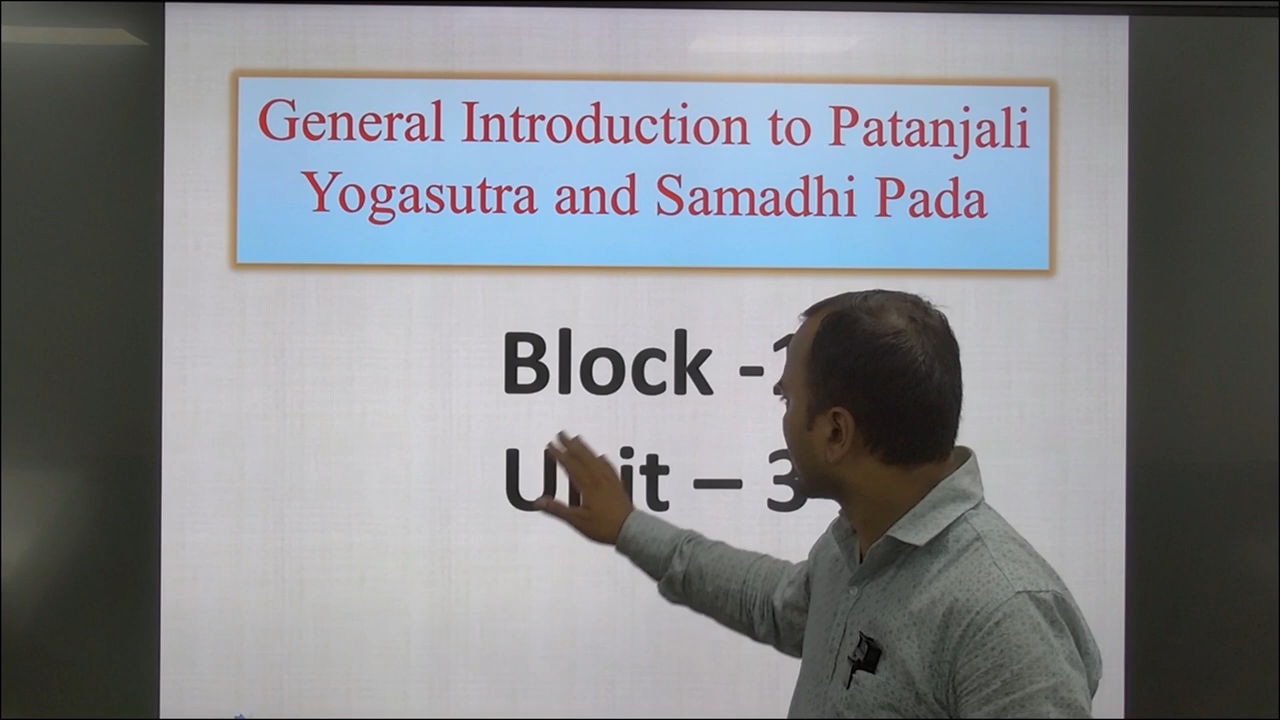 General Introduction to Patanjali
Yogasutra and Samadhi Pada
Block -
Unit – 3